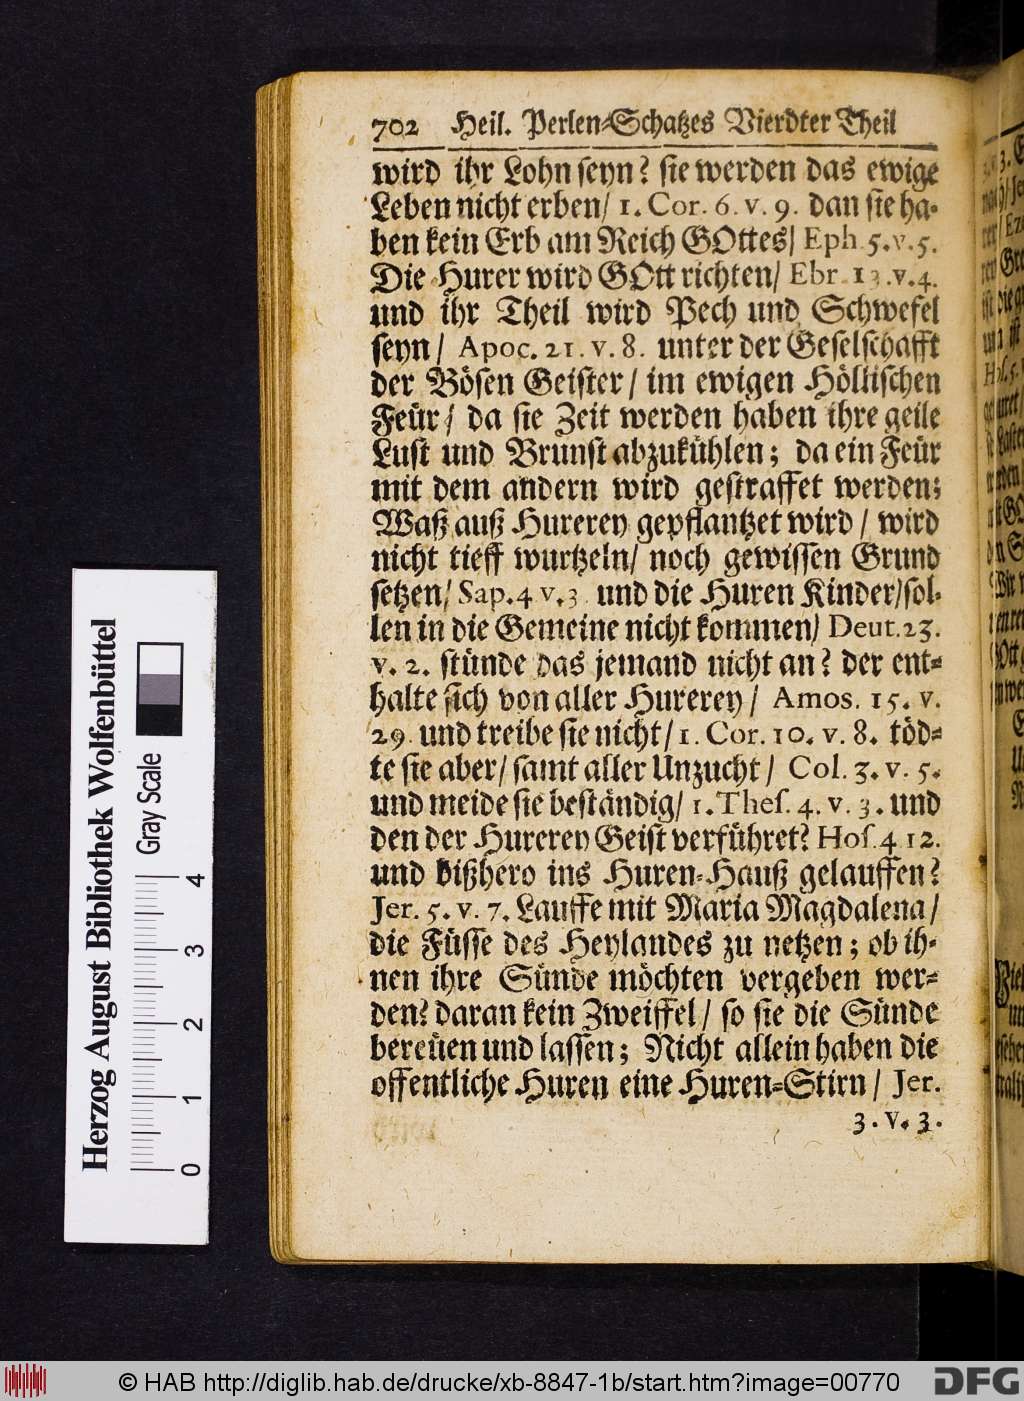 702 Heil. Perlen-Schatzes Vierdter Theil
wird ihr Lohn seyn? sie werden das ewige
Leben nicht erben/ 1. Cor. 6. v. 9. dan sie ha-
ben kein Erb am Reich GOttes/ Eph. 5. v. 5.
Die Hurer wird GOtt richten/ Ebr. 13. v. 4.
und ihr Theil wird Pech und Schwefel
seyn/ Apoc. 21. v. 8. unter der Geselschafft
der Bösen Geister/ im ewigen Höllischen
Feür/ da sie Zeit werden haben ihre geile
Lust und Brunst abzukühlen; da ein Feür
mit dem andern wird gestraffet werden;
Waß auß Hurerey gepflantzet wird/ wird
nicht tieff wurtzeln/ noch gewissen Grund
setzen/ Sap. 4 v. 3. und die Huren Kinder/ sol-
len in die Gemeine nicht kommen/ Deut. 23.
v. 2. stünde das jemand nicht an? der ent-
halte sich von aller Hurerey/ Amos. 15. v.
29. und treibe sie nicht/ 1. Cor. 10. v. 8. töd-
te sie aber/ samt aller Unzucht/ Col. 3. v. 5.
und meide sie beständig/ 1. Thes. 4. v. 3. und
den der Hurerey Geist verführet? Hos. 4 12.
und bißhero ins Huren-Hauß gelauffen?
Jer. 5. v. 7. Lauffe mit Maria Magdalena/
die Füsse des Heylandes zu netzen; ob ih-
nen ihre Sünde möchten vergeben wer-
den? daran kein Zweiffel/ so sie die Sünde
bereüen und lassen; Nicht allein haben die
offentliche Huren eine Huren-Stirn/ Jer.
3. v. 3.
Herzog August Bibliothek Wolfenbüttel
Gray Scale
0 1 2 3 4
© HAB http://diglib.hab.de/drucke/xb-8847-1b/start.htm?image=00770
DFG